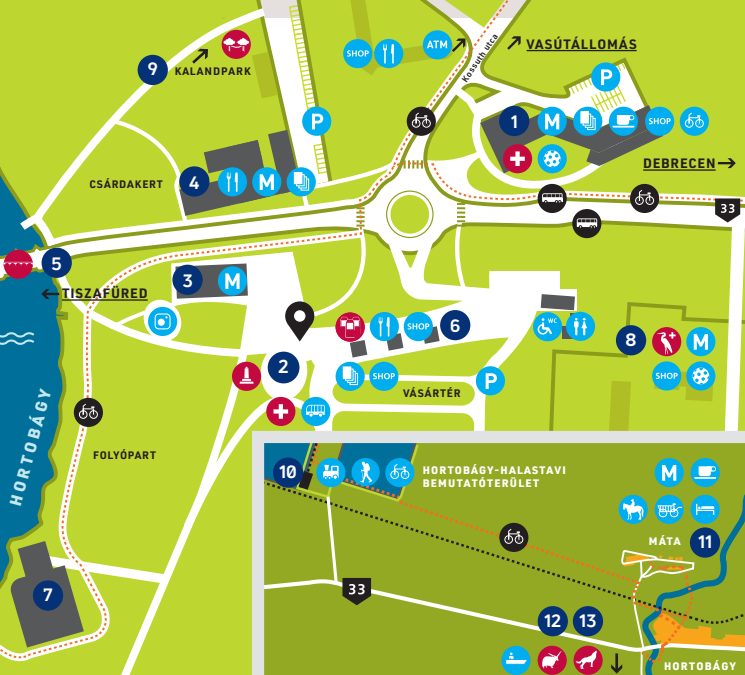 SHOP
ATM
Kossuth utca
VASÚTÁLLOMÁS
9
KALANDPARK
P
P
1
M
SHOP
DEBRECEN
33
CSÁRDAKERT
4
M
5
TISZAFÜRED
3
M
2
SHOP
6
WC
8
M
SHOP
SHOP
VÁSÁRTÉR
P
HORTOBÁGY
FOLYÓPART
7
10
HORTOBÁGY-HALASTAVI
BEMUTATÓTERÜLET
M
MÁTA
11
33
12
13
HORTOBÁGY